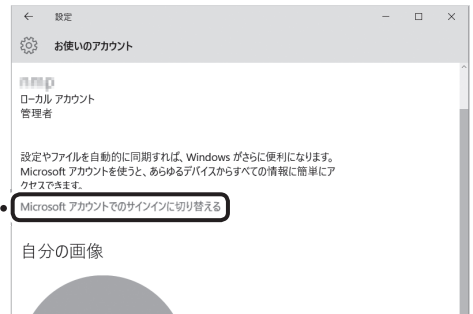 設定
お使いのアカウント
ローカル アカウント
管理者
設定やファイルを自動的に同期すれば、Windows がさらに便利になります。
Microsoft アカウントを使うと、あらゆるデバイスからすべての情報に簡単にア
クセスできます。
Microsoft アカウントでのサインインに切り替える
自分の画像